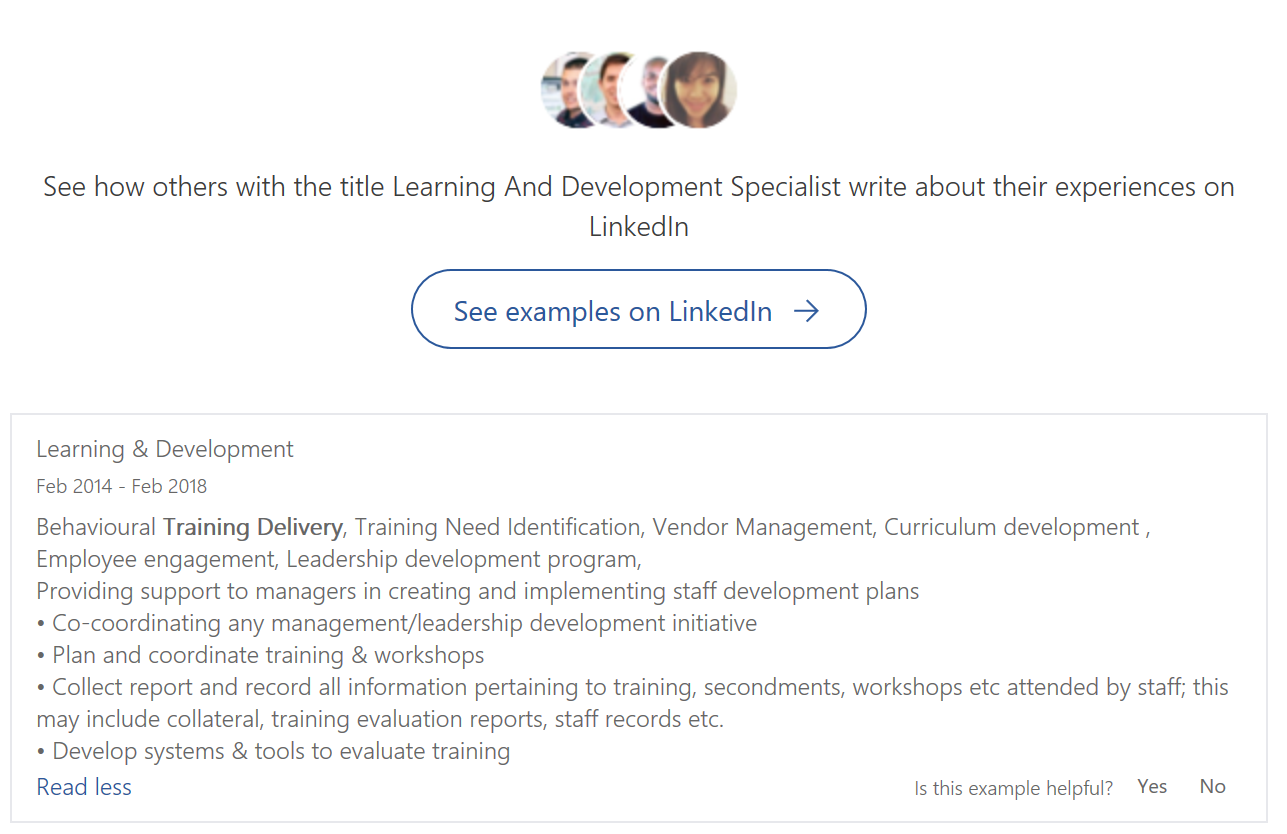 See how others with the title Learning And Development Specialist write about their experiences on
LinkedIn
See examples on LinkedIn →
Learning & Development
Feb 2014 - Feb 2018
Behavioural Training Delivery, Training Need Identification, Vendor Management, Curriculum development ,
Employee engagement, Leadership development program,
Providing support to managers in creating and implementing staff development plans
• Co-coordinating any management/leadership development initiative
• Plan and coordinate training & workshops
• Collect report and record all information pertaining to training, secondments, workshops etc attended by staff; this
may include collateral, training evaluation reports, staff records etc.
• Develop systems & tools to evaluate training
Read less Is this example helpful? Yes No